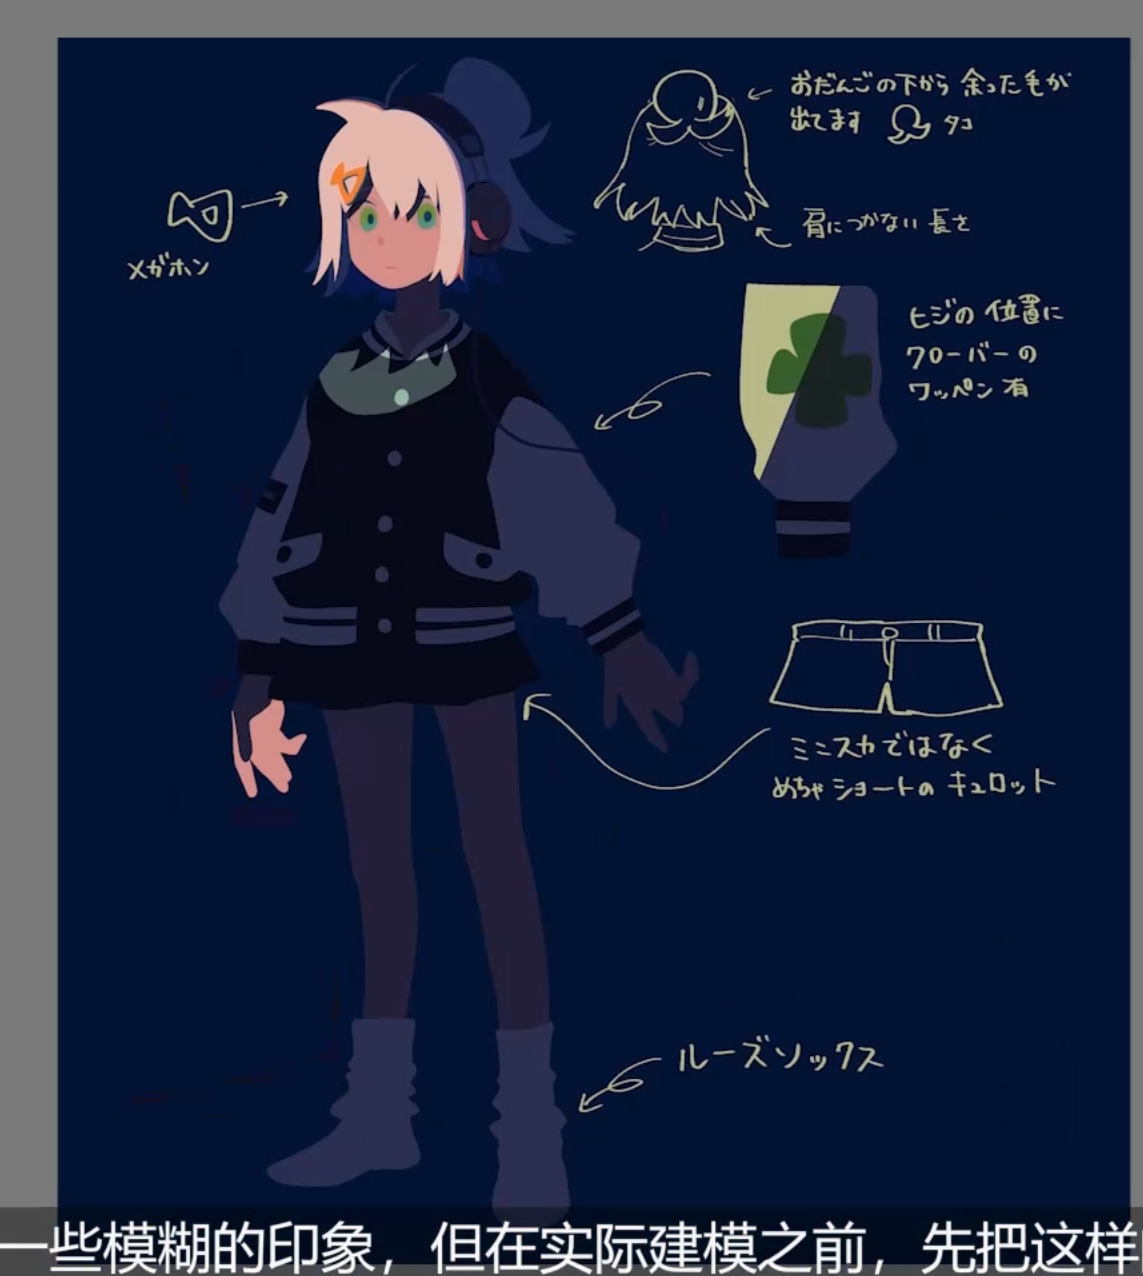 おだんごの下から 余った毛が
出てます タコ
肩につかない長さ
メガホン
ヒジの位置に
クローバーの
ワッペン有
ミニスカではなく
めちゃショートのキュロット
ルーズソックス
一些模糊的印象，但在实际建模之前，先把这样